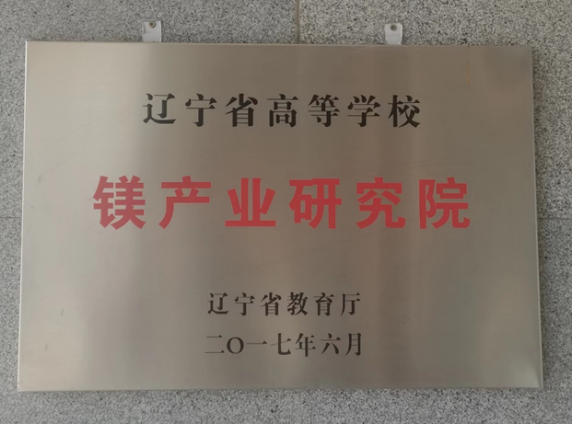 辽宁省高等学校
镁产业研究院
辽宁省教育厅
二〇一七年六月